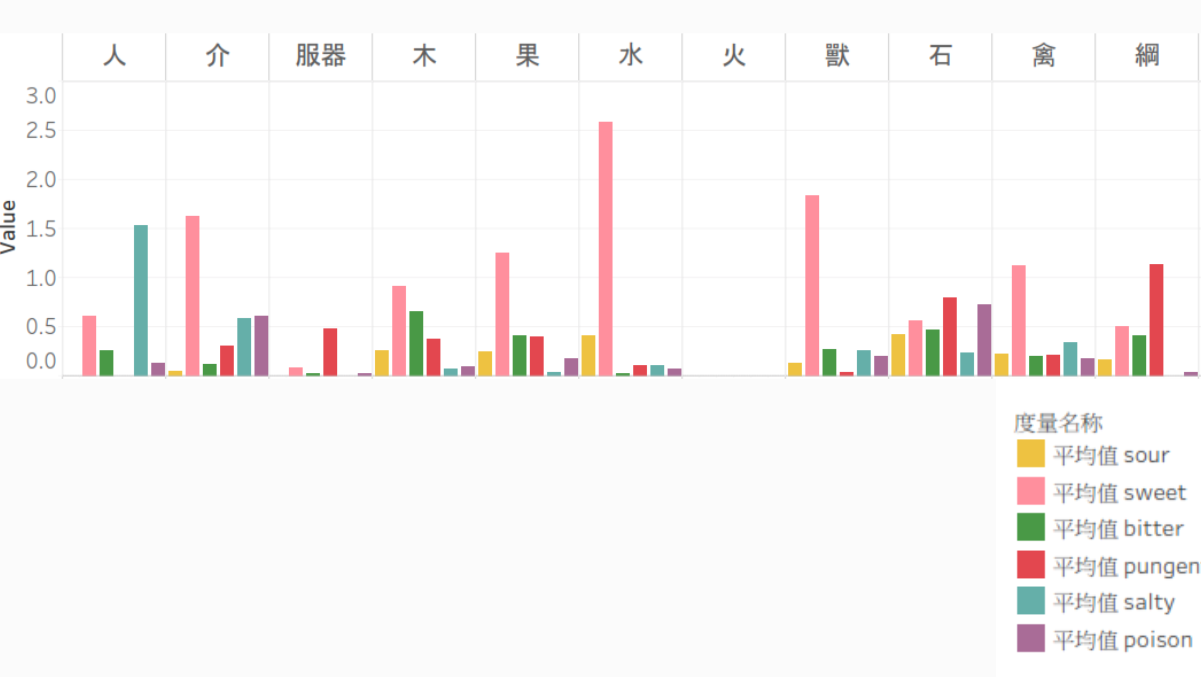 人 介 服器 木 果 水 火 獸 石 禽 綱
3.0
2.5
2.0
1.5
1.0
0.5
0.0
Value
度量名称
平均值 sour
平均值 sweet
平均值 bitter
平均值 pungen
平均值 salty
平均值 poison